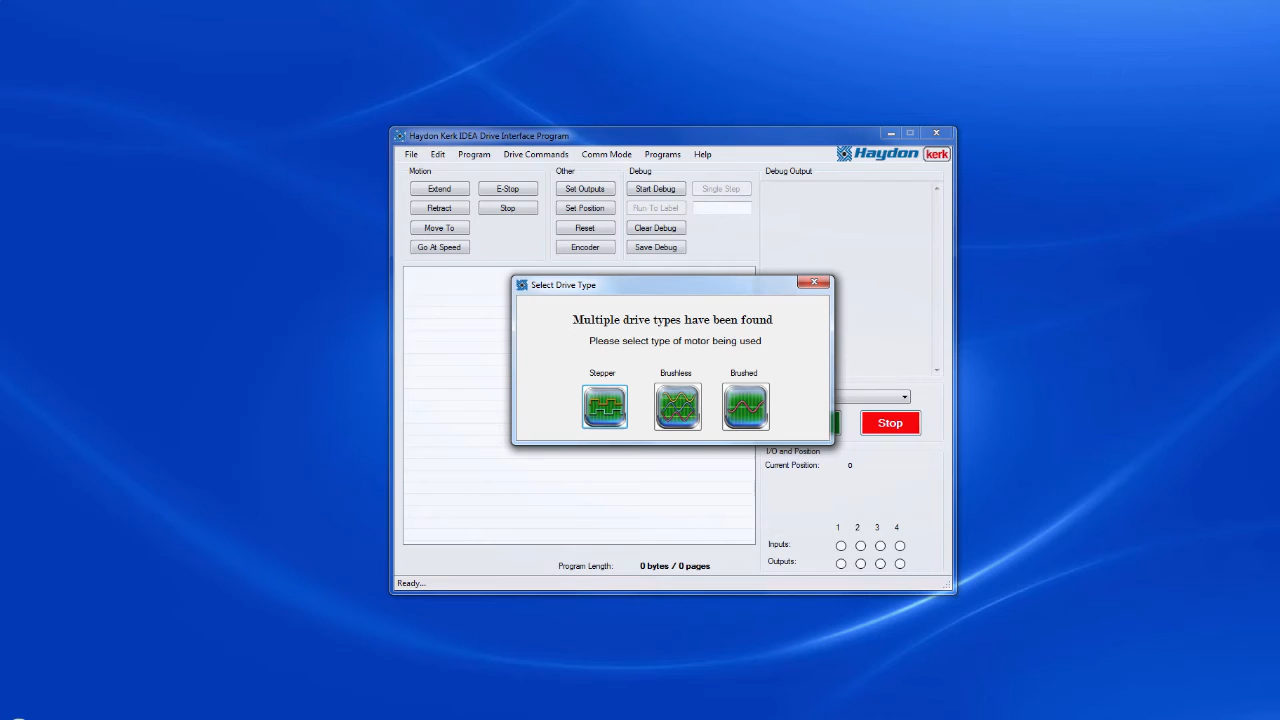 Haydon Kerk IDEA Drive Interface Program
File Edit Program Drive Commands Comm Mode Programs Help
Haydon kerk
Motion Other Debug Debug Output
Extend E-Stop Set Outputs Start Debug Single Step
Retract Stop Set Position Run To Label
Move To Reset Clear Debug
Go At Speed Encoder Save Debug
Select Drive Type
Multiple drive types have been found
Please select type of motor being used
Stepper Brushless Brushed
Stop
I/O and Position
Current Position: 0
1 2 3 4
Inputs:
Outputs:
Program Length: 0 bytes / 0 pages
Ready...